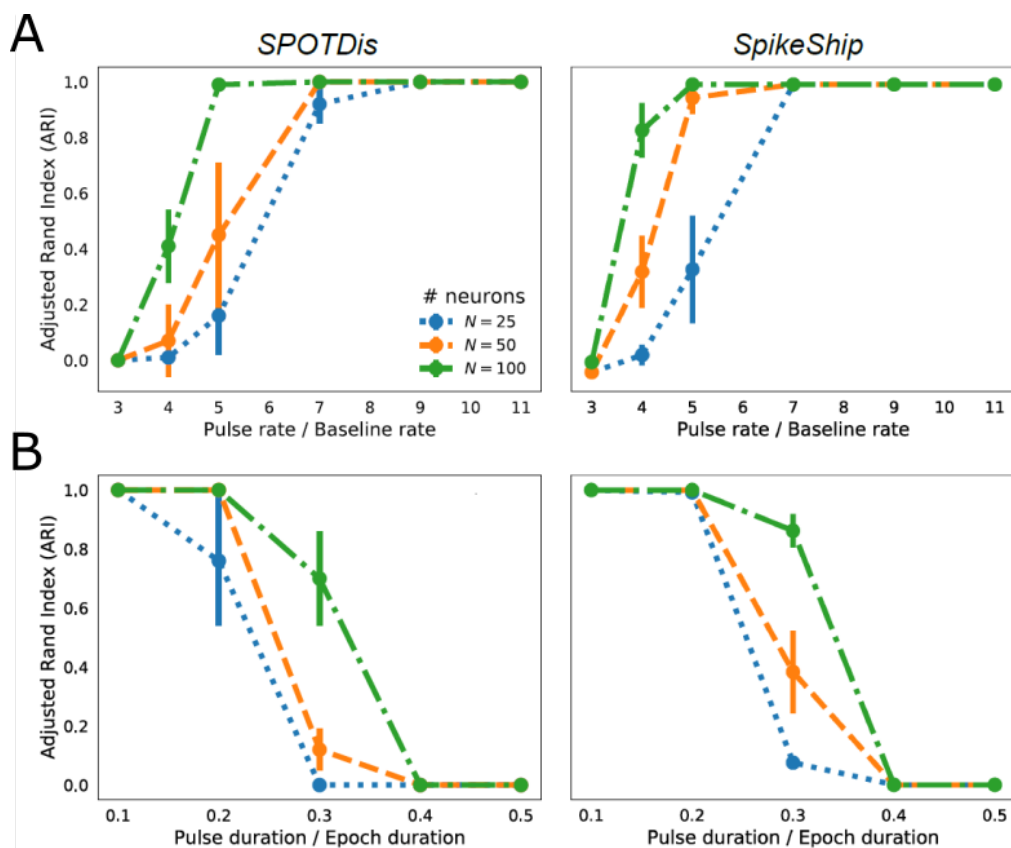 A
SPOTDis
SpikeShip
Adjusted Rand Index (ARI)
1.0
0.8
0.6
0.4
0.2
0.0
# neurons
N = 25
N = 50
N = 100
3 4 5 6 7 8 9 10 11
Pulse rate / Baseline rate
3 4 5 6 7 8 9 10 11
Pulse rate / Baseline rate
B
Adjusted Rand Index (ARI)
1.0
0.8
0.6
0.4
0.2
0.0
0.1 0.2 0.3 0.4 0.5
Pulse duration / Epoch duration
0.1 0.2 0.3 0.4 0.5
Pulse duration / Epoch duration